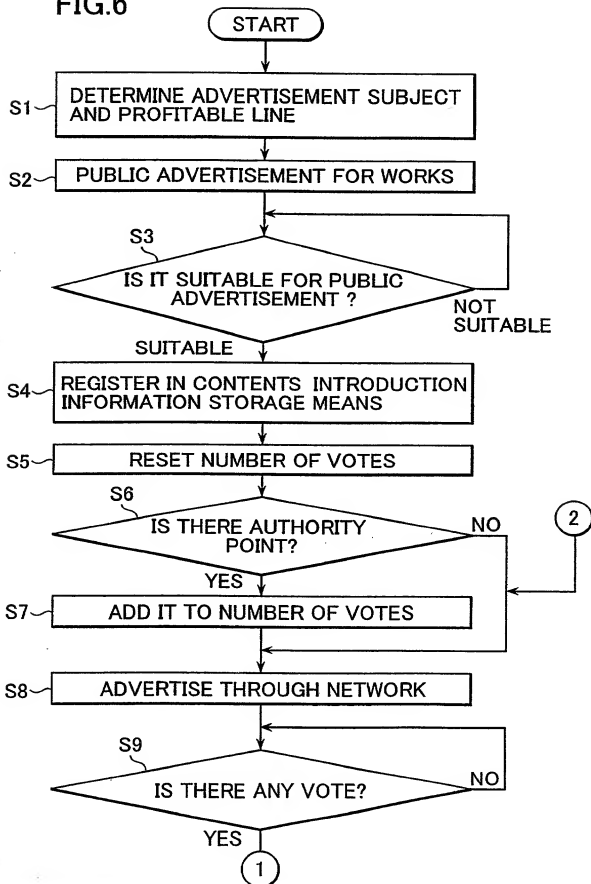 FIG.6
START
S1
DETERMINE ADVERTISEMENT SUBJECT
AND PROFITABLE LINE
S2
PUBLIC ADVERTISEMENT FOR WORKS
S3
IS IT SUITABLE FOR PUBLIC
ADVERTISEMENT ?
NOT
SUITABLE
SUITABLE
S4
REGISTER IN CONTENTS INTRODUCTION
INFORMATION STORAGE MEANS
S5
RESET NUMBER OF VOTES
S6
IS THERE AUTHORITY
POINT?
NO
2
YES
S7
ADD IT TO NUMBER OF VOTES
S8
ADVERTISE THROUGH NETWORK
S9
IS THERE ANY VOTE?
NO
YES
1